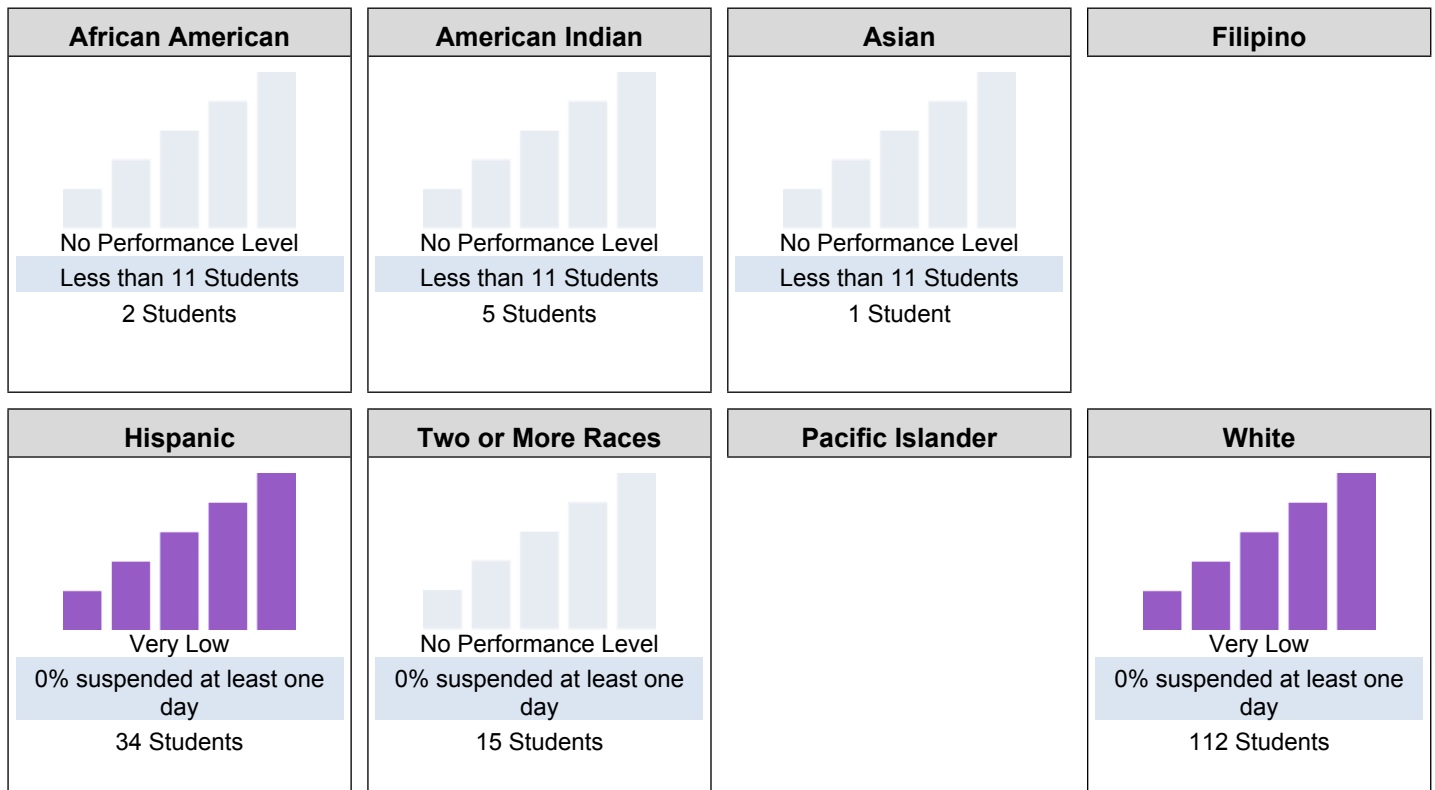 African American
American Indian
Asian
Filipino
No Performance Level
Less than 11 Students
2 Students
No Performance Level
Less than 11 Students
5 Students
No Performance Level
Less than 11 Students
1 Student
Hispanic
Two or More Races
Pacific Islander
White
Very Low
0% suspended at least one
day
34 Students
No Performance Level
0% suspended at least one
day
15 Students
Very Low
0% suspended at least one
day
112 Students